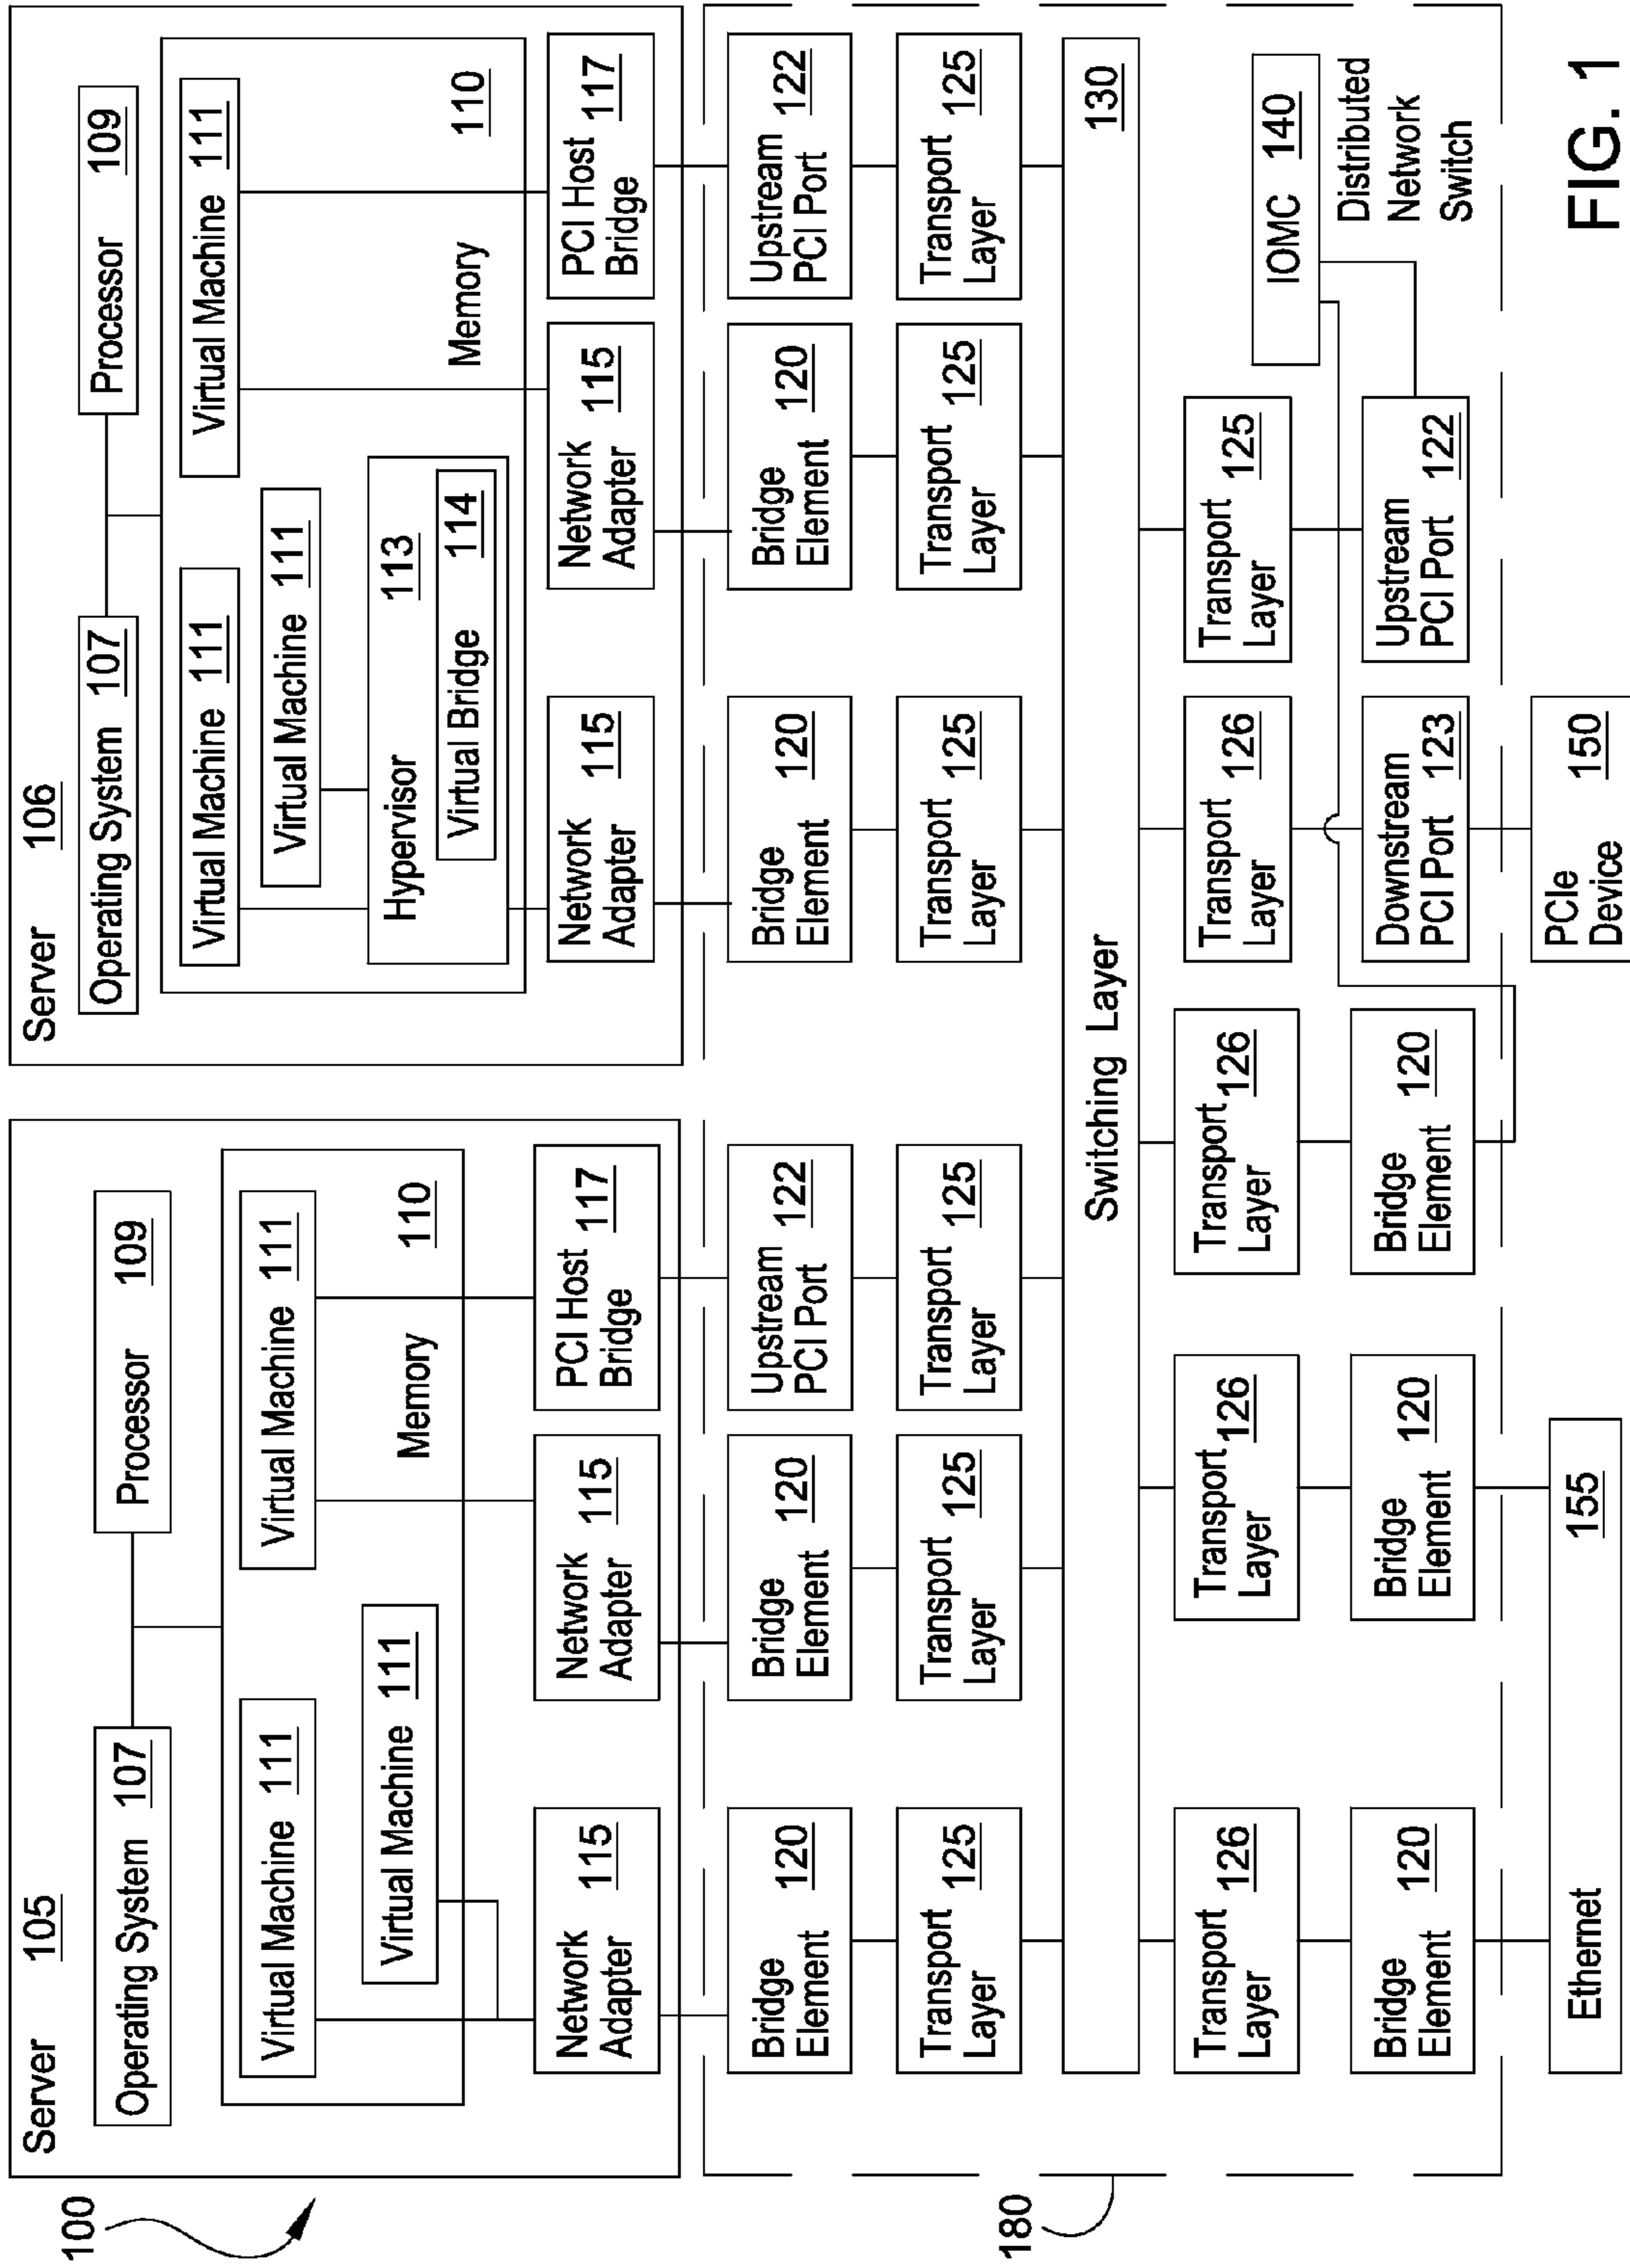 100
Server 105
Operating System 107
Processor 109
Virtual Machine 111
Virtual Machine 111
Virtual Machine 111
Memory 110
Network
Adapter 115
Network
Adapter 115
PCI Host
Bridge 117
Server 106
Operating System 107
Processor 109
Virtual Machine 111
Virtual Machine 111
Virtual Machine 111
Hypervisor 113
Virtual Bridge 114
Memory 110
Network
Adapter 115
Network
Adapter 115
PCI Host
Bridge 117
180
Bridge
Element 120
Bridge
Element 120
Upstream
PCI Port 122
Bridge
Element 120
Bridge
Element 120
Upstream
PCI Port 122
Transport
Layer 125
Transport
Layer 125
Transport
Layer 125
Transport
Layer 125
Transport
Layer 125
Transport
Layer 125
Switching Layer 130
Transport
Layer 126
Transport
Layer 126
Transport
Layer 126
Transport
Layer 126
Transport
Layer 125
IOMC 140
Bridge
Element 120
Bridge
Element 120
Bridge
Element 120
Downstream
PCI Port 123
Upstream
PCI Port 122
Distributed
Network
Switch
Ethernet 155
PCIe
Device 150
FIG. 1